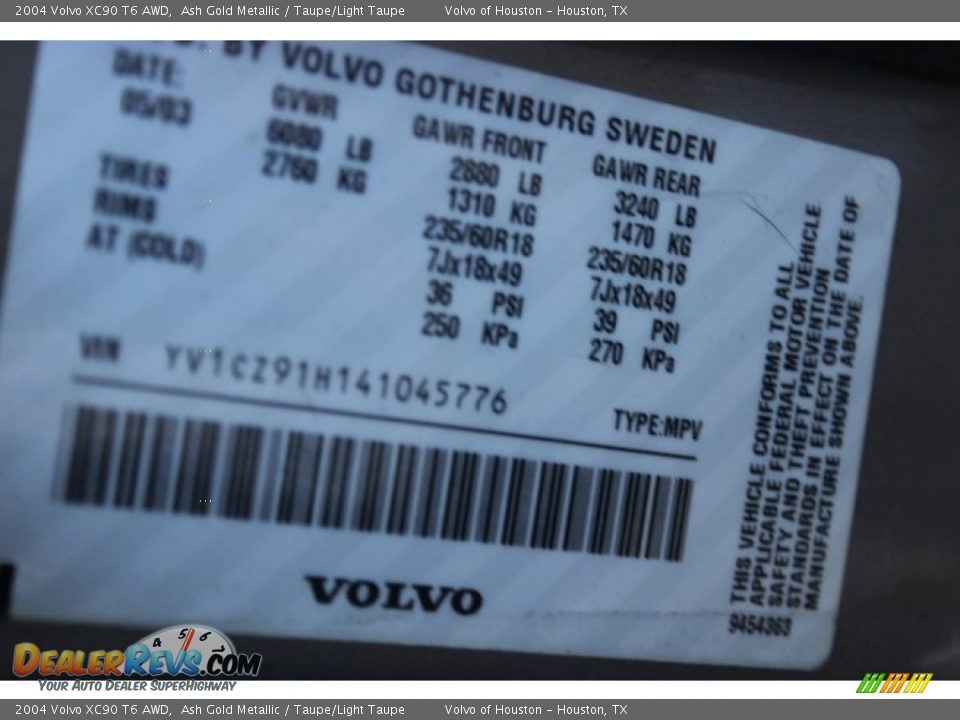 2004 Volvo XC90 T6 AWD, Ash Gold Metallic / Taupe/Light Taupe Volvo of Houston - Houston, TX
BY VOLVO GOTHENBURG SWEDEN
DATE: GVWR GAWR FRONT GAWR REAR
05/03 6080 LB 2880 LB 3240 LB
2760 KG 1310 KG 1470 KG
TIRES 235/60R18 235/60R18
RIMS 7Jx18x49 7Jx18x49
AT (COLD) 36 PSI 39 PSI
250 KPa 270 KPa
VIN YV1CZ91H141045776
TYPE:MPV
VOLVO
THIS VEHICLE CONFORMS TO ALL
APPLICABLE FEDERAL MOTOR VEHICLE
SAFETY AND THEFT PREVENTION
STANDARDS IN EFFECT ON THE DATE OF
MANUFACTURE SHOWN ABOVE.
9454363
4 5 6
DEALERREVS.COM
YOUR AUTO DEALER SUPERHIGHWAY
2004 Volvo XC90 T6 AWD, Ash Gold Metallic / Taupe/Light Taupe Volvo of Houston - Houston, TX